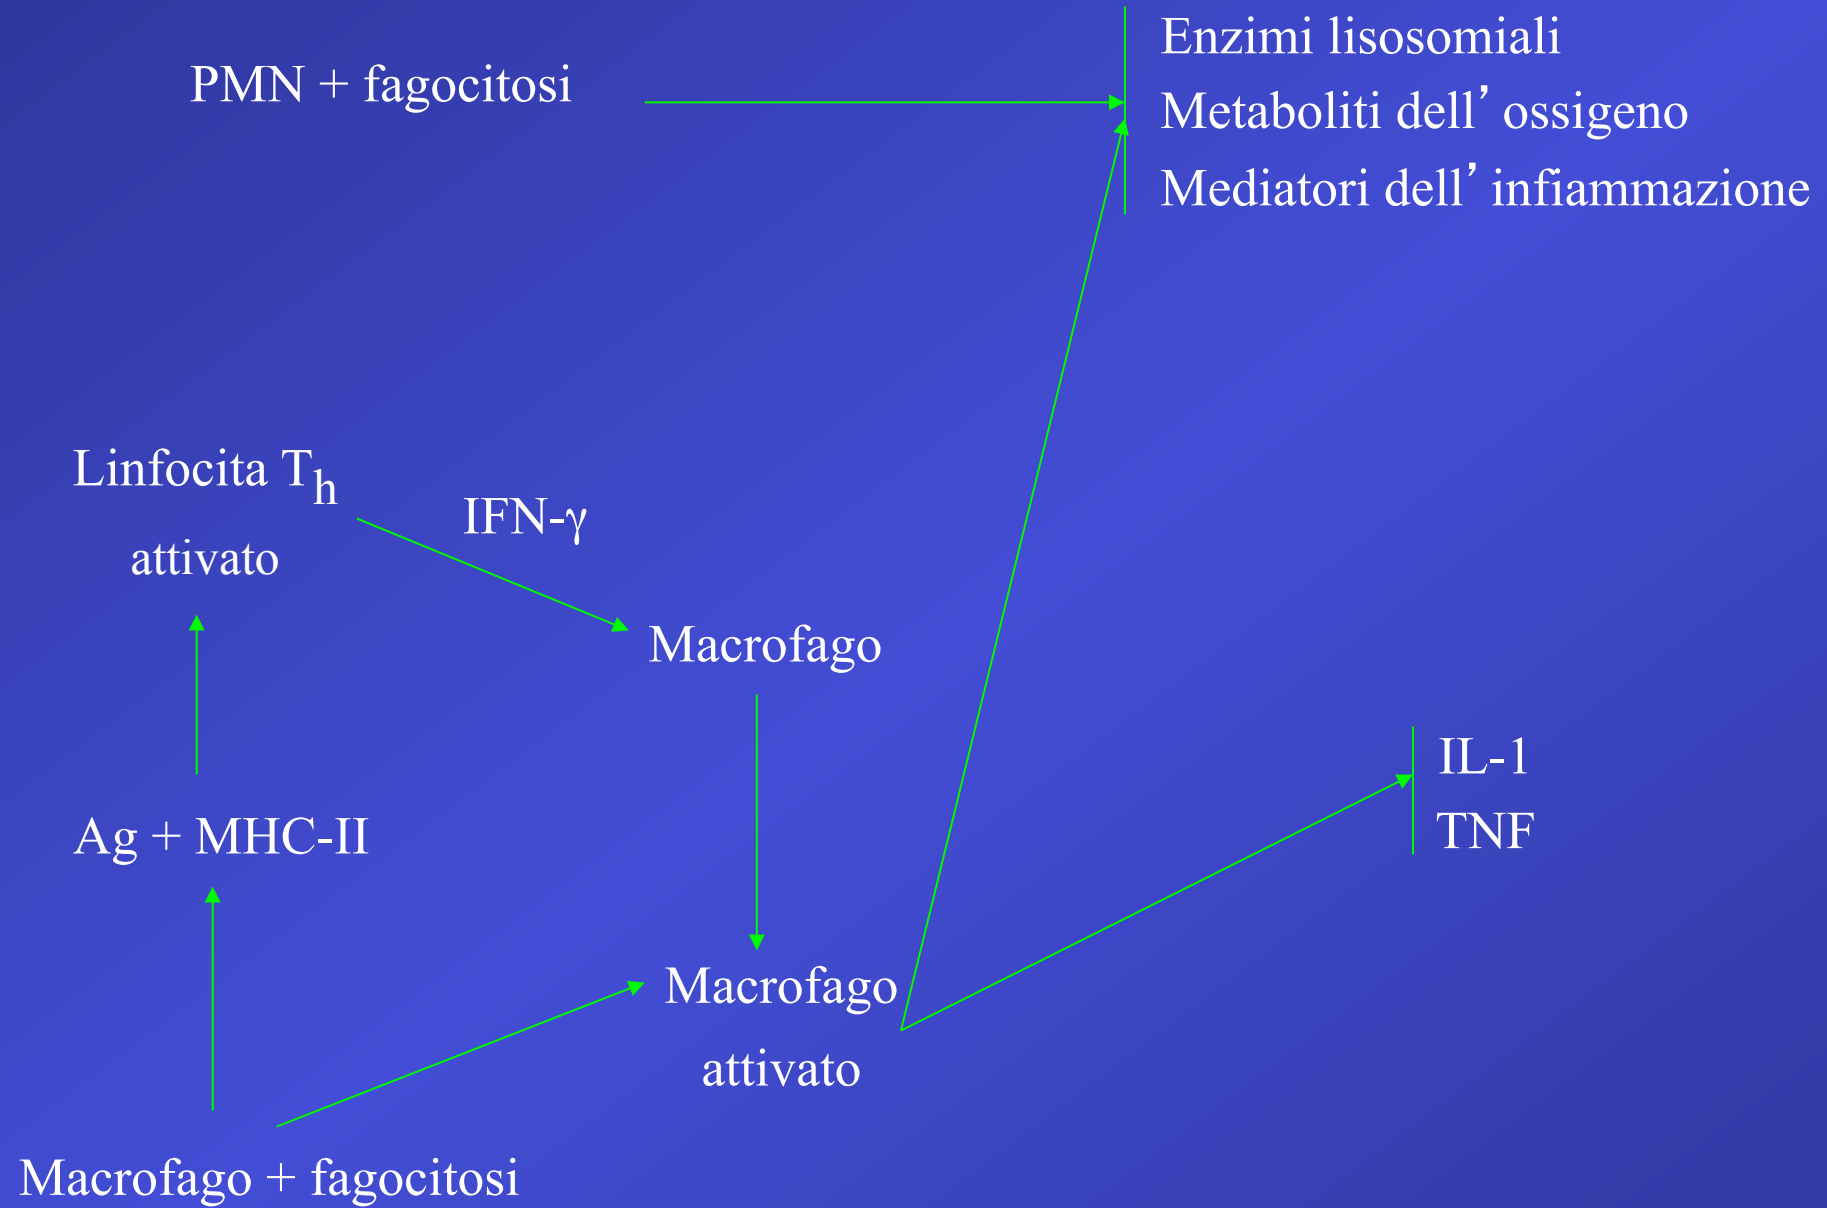 Enzimi lisosomiali
PMN + fagocitosi
Metaboliti dell’ ossigeno
Mediatori dell’ infiammazione
Linfocita Th
attivato
IFN-γ
Macrofago
IL-1
TNF
Ag + MHC-II
Macrofago
attivato
Macrofago + fagocitosi